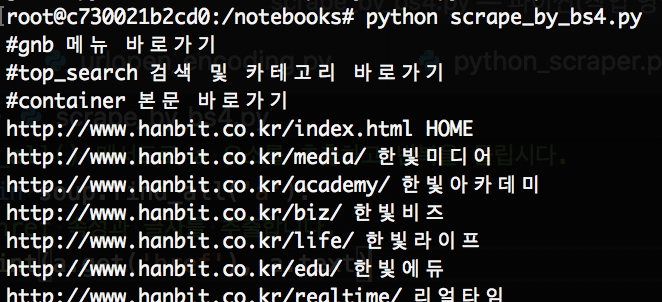 [root@c730021b2cd0:/notebooks# python scrape_by_bs4.py
#gnb 메뉴 바로가기
#top_search 검색 및 카테고리 바로가기
#container 본문 바로가기
http://www.hanbit.co.kr/index.html HOME
http://www.hanbit.co.kr/media/ 한빛미디어
http://www.hanbit.co.kr/academy/ 한빛아카데미
http://www.hanbit.co.kr/biz/ 한빛비즈
http://www.hanbit.co.kr/life/ 한빛라이프
http://www.hanbit.co.kr/edu/ 한빛에듀
http://www.hanbit.co.kr/realtime/ 리얼타임